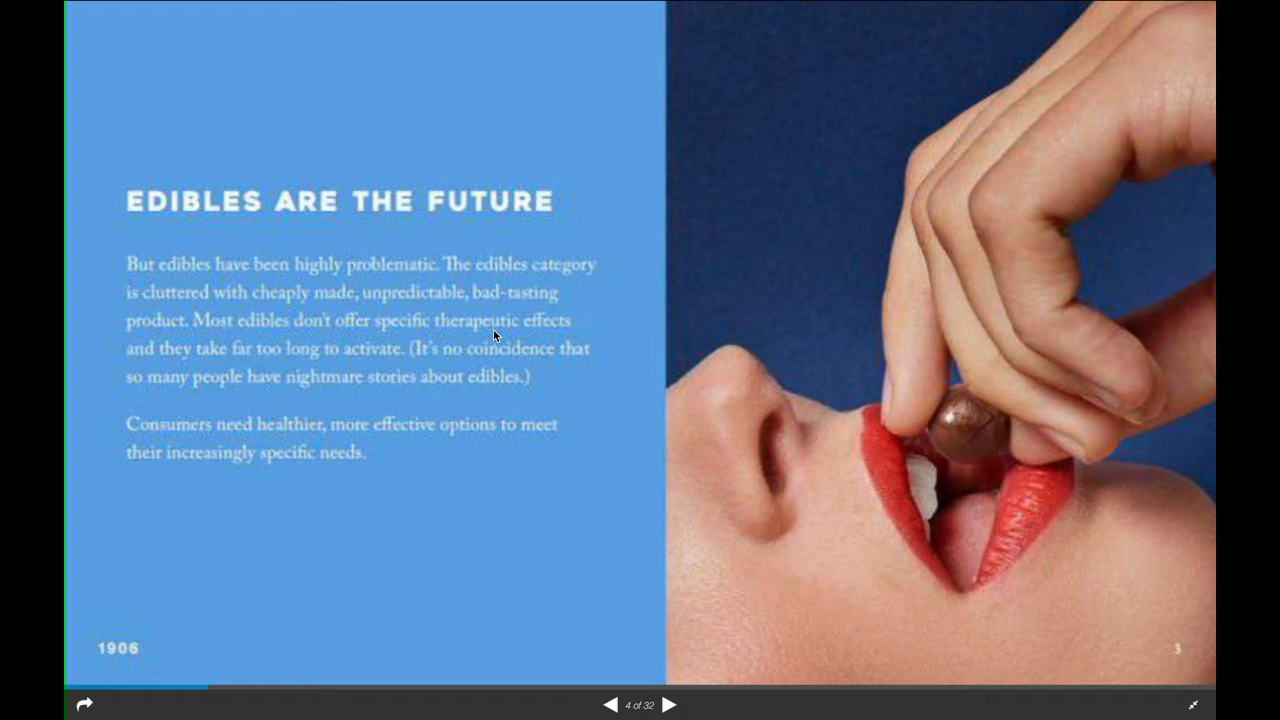 EDIBLES ARE THE FUTURE
But edibles have been highly problematic. The edibles category
is cluttered with cheaply made, unpredictable, bad-tasting
product. Most edibles don't offer specific therapeutic effects
and they take far too long to activate. (It's no coincidence that
so many people have nightmare stories about edibles.)
Consumers need healthier, more effective options to meet
their increasingly specific needs.
1906
3
4 of 32